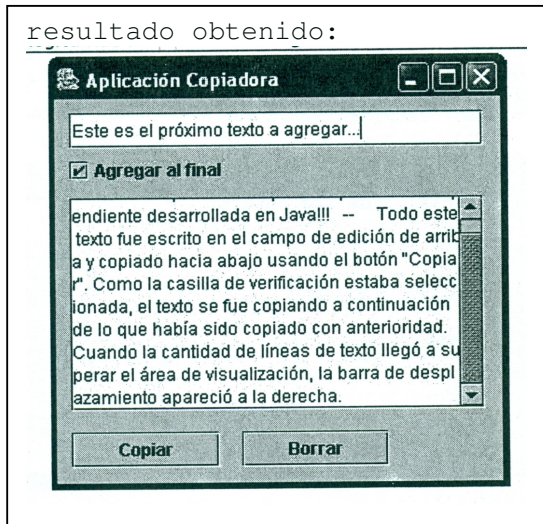 resultado obtenido:
Aplicación Copiadora
Este es el próximo texto a agregar...
Agregar al final
endiente desarrollada en Java!!! -- Todo este
texto fue escrito en el campo de edición de arrib
a y copiado hacia abajo usando el botón "Copia
r". Como la casilla de verificación estaba selecc
ionada, el texto se fue copiando a continuación
de lo que había sido copiado con anterioridad.
Cuando la cantidad de líneas de texto llegó a su
perar el área de visualización, la barra de despl
azamiento apareció a la derecha.
Copiar Borrar